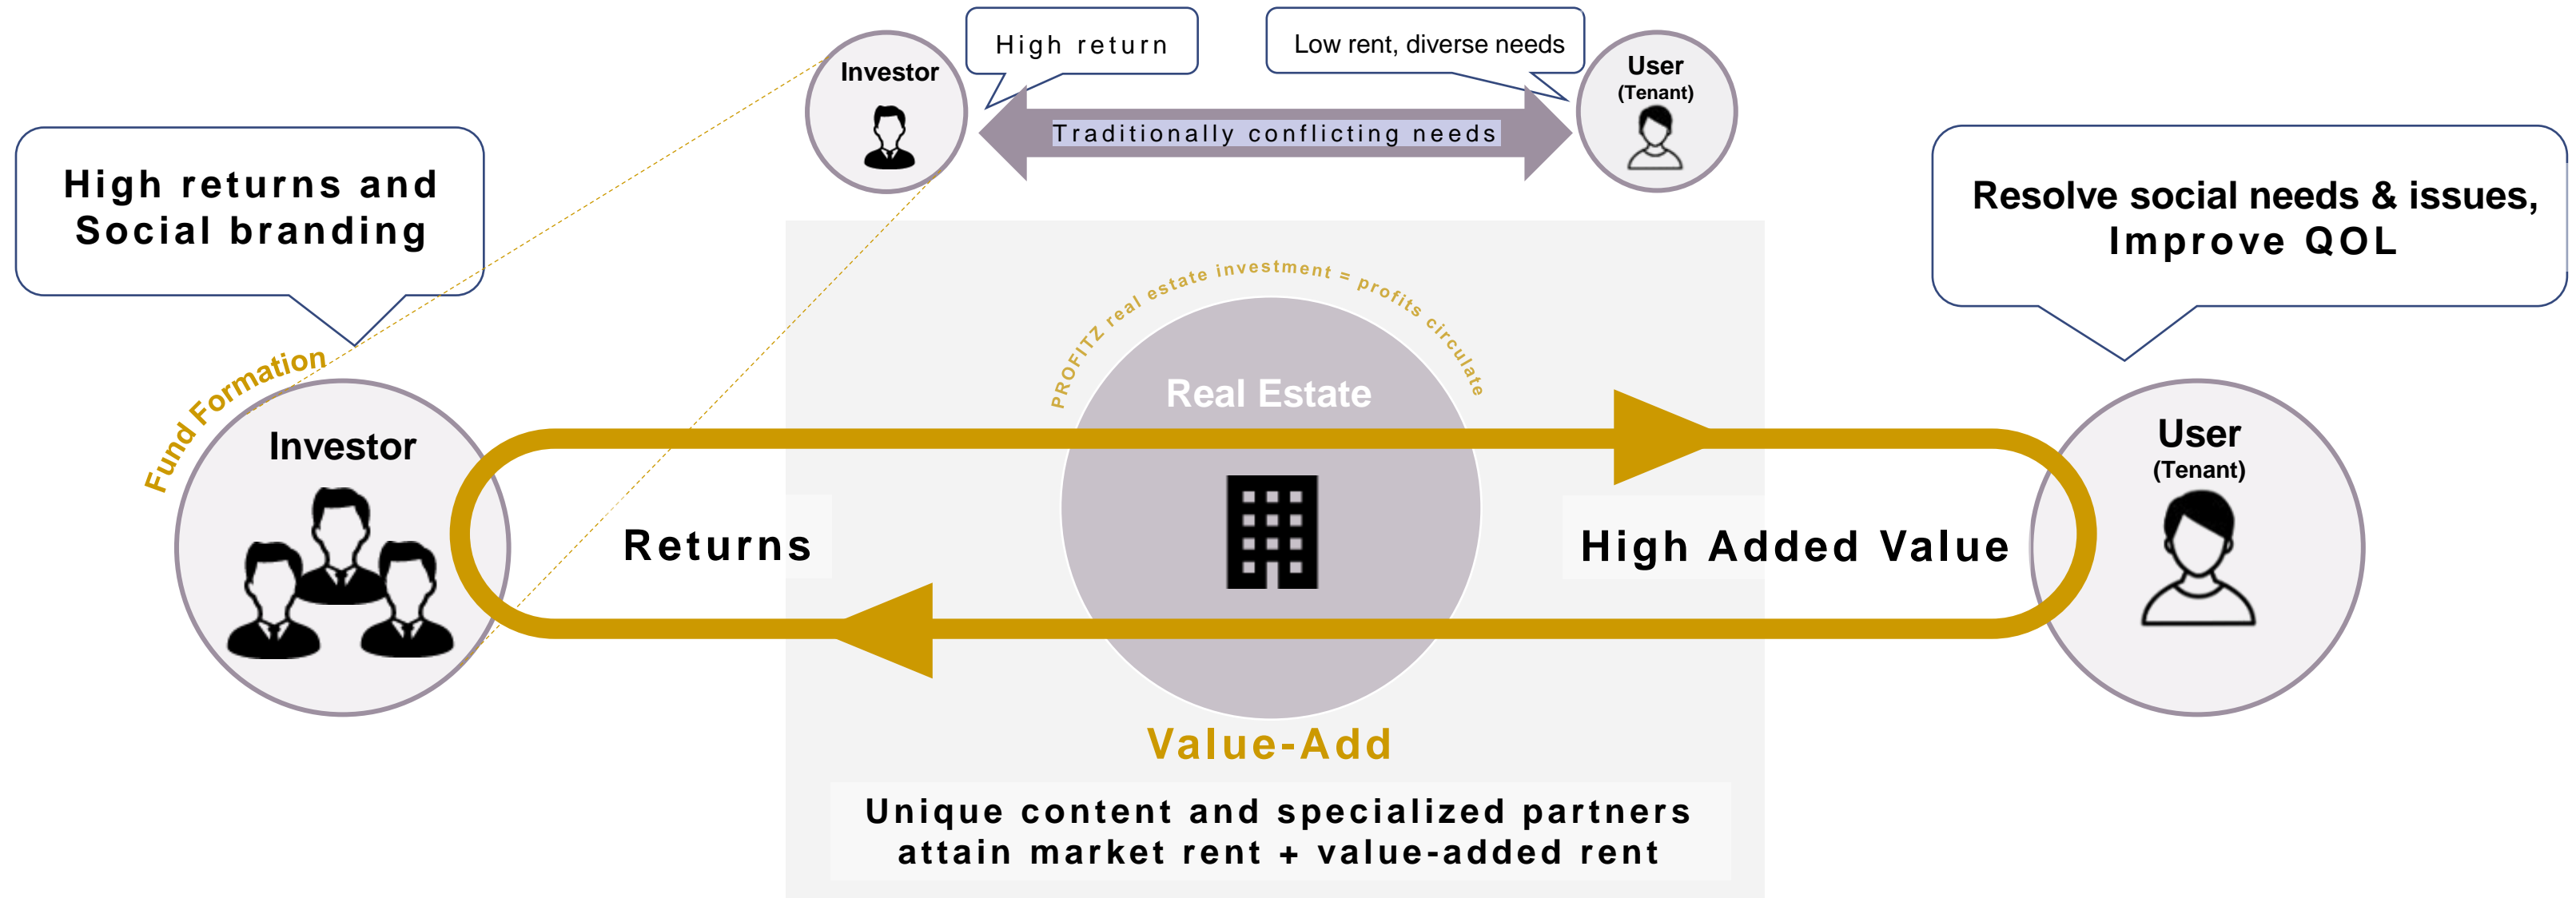 High return
Low rent, diverse needs
Investor
User
(Tenant)
Traditionally conflicting needs
High returns and
Social branding
Resolve social needs & issues,
Improve QOL
PROFITZ real estate investment = profits circulate
Fund Formation
Real Estate
Investor
User
(Tenant)
Returns
High Added Value
Value-Add
Unique content and specialized partners
attain market rent + value-added rent